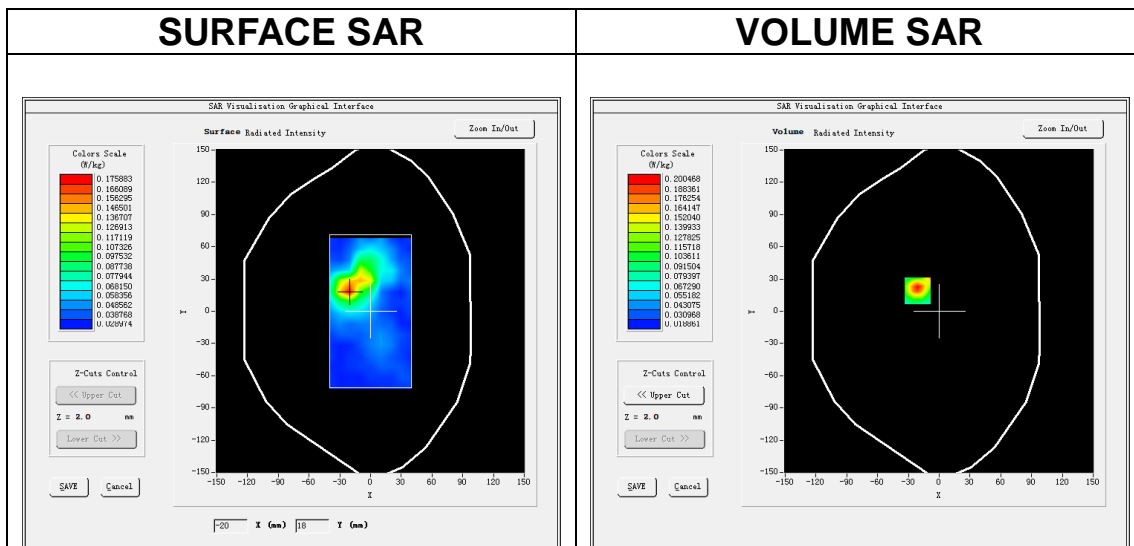 SURFACE SAR
VOLUME SAR
SAR Visualisation Graphical Interface
Surface Radiated Intensity
Zoom In/Out
Colors Scale
(W/kg)
0.175883
0.166089
0.156295
0.146501
0.136707
0.126913
0.117119
0.107326
0.097532
0.087738
0.077944
0.068150
0.058356
0.048562
0.038768
0.028974
Z-Cuts Control
<< Upper Cut
Z = 2.0 mm
Lower Cut >>
SAVE Cancel
150
120
90
60
30
0
-30
-60
-90
-120
-150
Y
-150 -120 -90 -60 -30 0 30 60 90 120 150
X
-20 X (mm) 18 Y (mm)
SAR Visualisation Graphical Interface
Volume Radiated Intensity
Zoom In/Out
Colors Scale
(W/kg)
0.200468
0.188361
0.176254
0.164147
0.152040
0.139933
0.127825
0.115718
0.103611
0.091504
0.079397
0.067290
0.055182
0.043075
0.030968
0.018861
Z-Cuts Control
<< Upper Cut
Z = 2.0 mm
Lower Cut >>
SAVE Cancel
150
120
90
60
30
0
-30
-60
-90
-120
-150
Y
-150 -120 -90 -60 -30 0 30 60 90 120 150
X